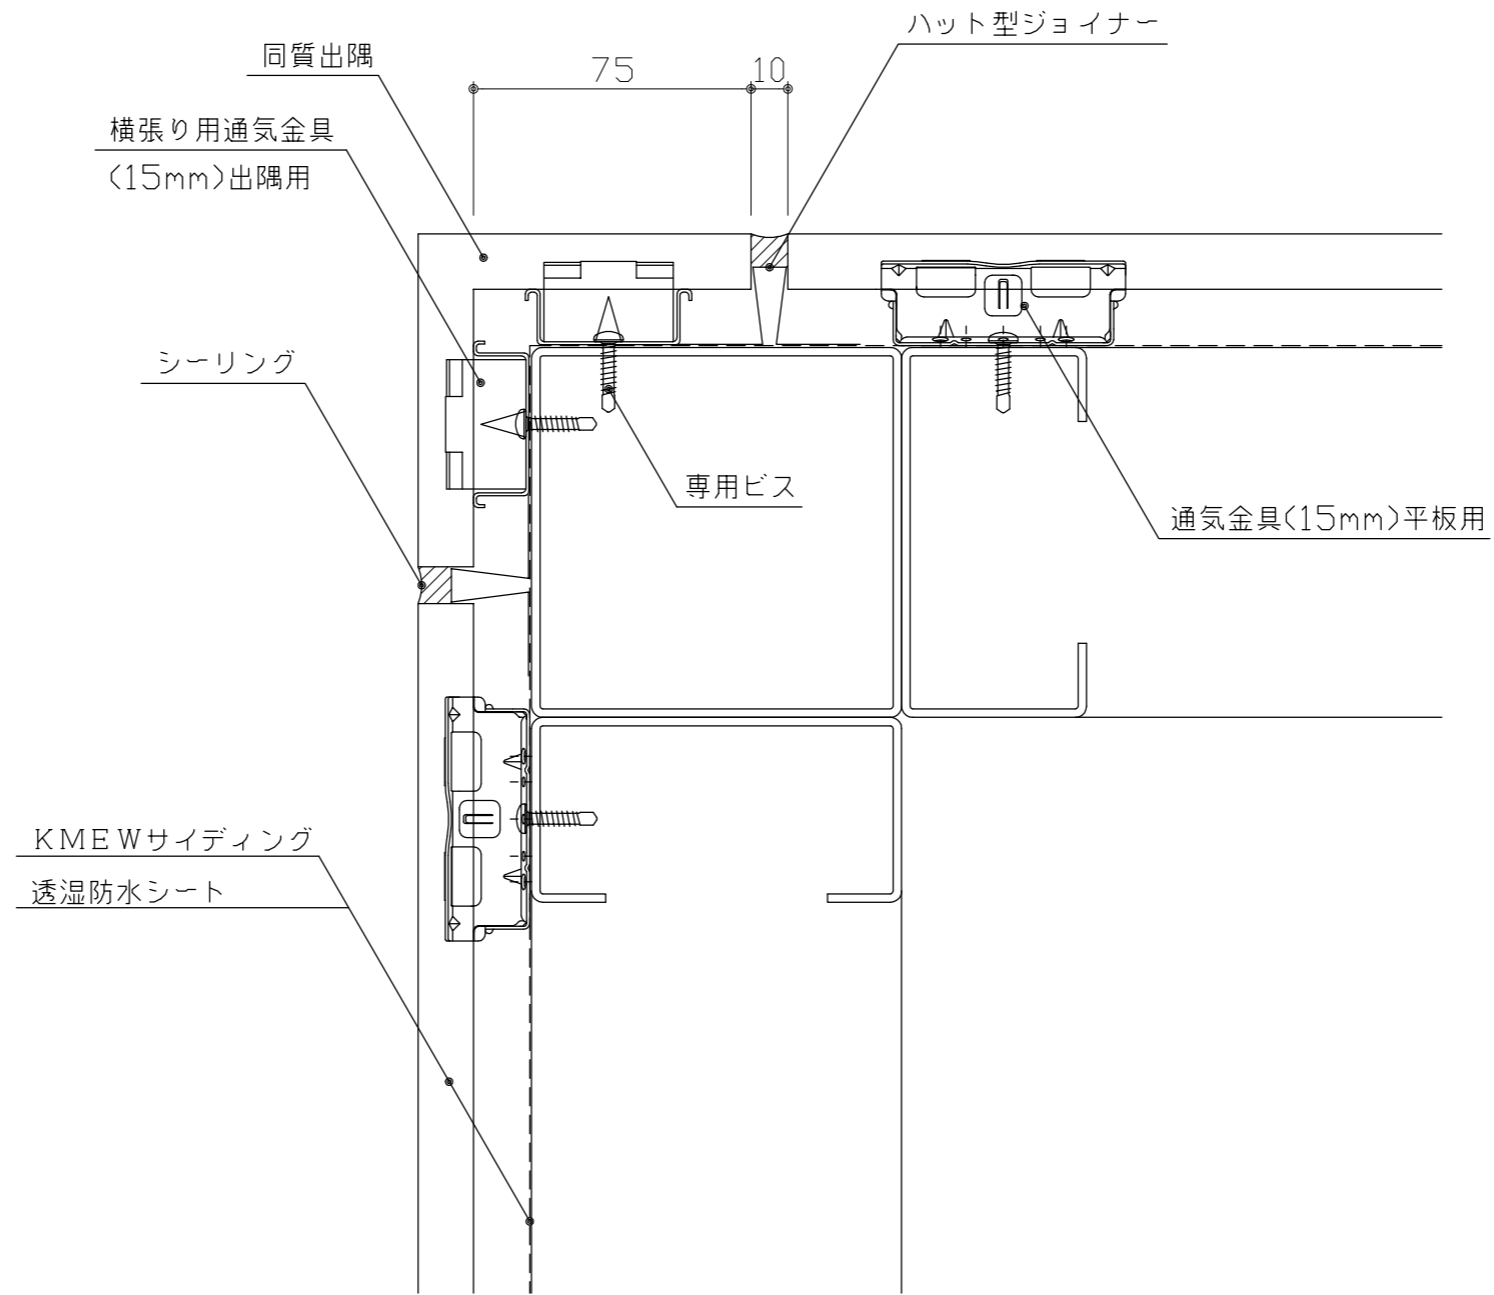 ハット型ジョイナー
同質出隅
75
10
横張り用通気金具
(15mm)出隅用
シーリング
専用ビス
通気金具(15mm)平板用
KMEWサイディング
透湿防水シート